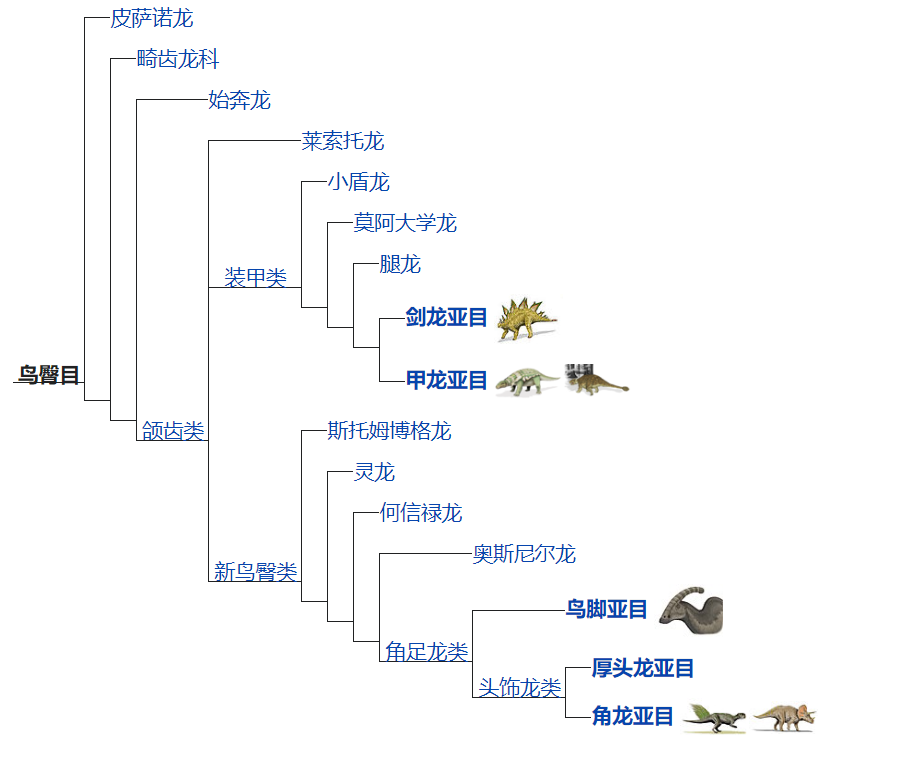 皮萨诺龙
畸齿龙科
始奔龙
莱索托龙
小盾龙
莫阿大学龙
腿龙
装甲类
剑龙亚目
鸟臀目
甲龙亚目
颌齿类
斯托姆博格龙
灵龙
何信禄龙
奥斯尼尔龙
新鸟臀类
鸟脚亚目
角足龙类
厚头龙亚目
头饰龙类
角龙亚目